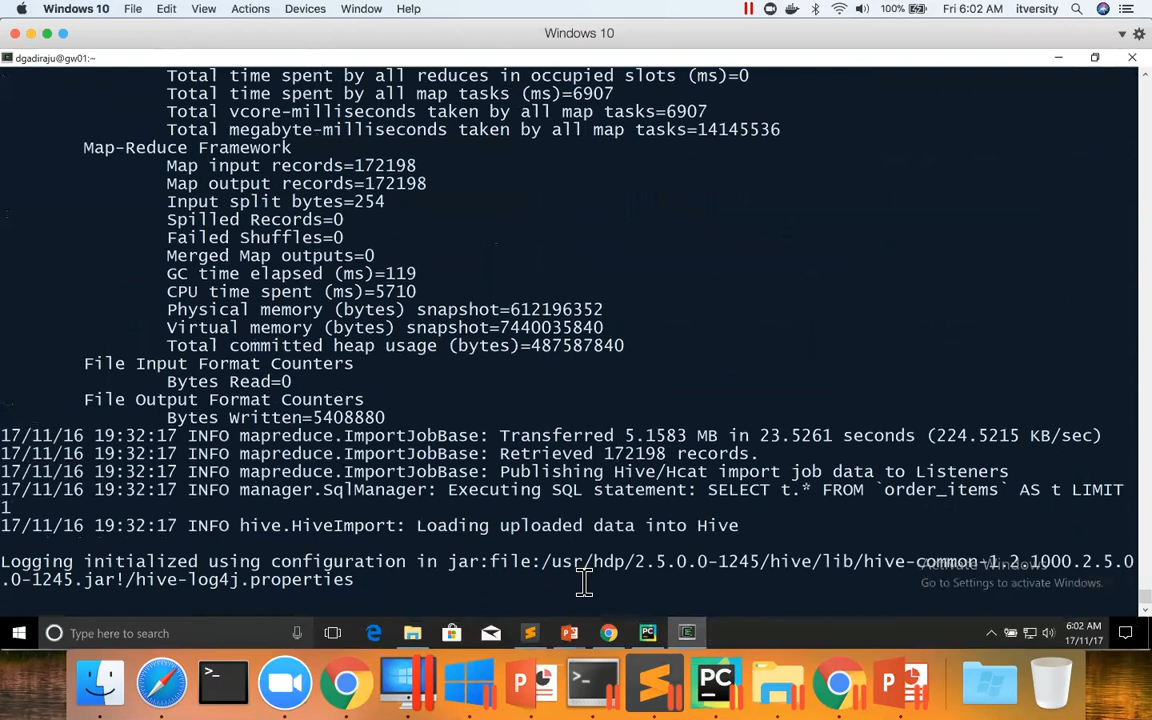 Windows 10 File Edit View Actions Devices Window Help 100% Fri 6:02 AM itversity
Windows 10
dgadiraju@gw01:~
Total time spent by all reduces in occupied slots (ms)=0
Total time spent by all map tasks (ms)=6907
Total vcore-milliseconds taken by all map tasks=6907
Total megabyte-milliseconds taken by all map tasks=14145536
Map-Reduce Framework
Map input records=172198
Map output records=172198
Input split bytes=254
Spilled Records=0
Failed Shuffles=0
Merged Map outputs=0
GC time elapsed (ms)=119
CPU time spent (ms)=5710
Physical memory (bytes) snapshot=612196352
Virtual memory (bytes) snapshot=7440035840
Total committed heap usage (bytes)=487587840
File Input Format Counters
Bytes Read=0
File Output Format Counters
Bytes Written=5408880
17/11/16 19:32:17 INFO mapreduce.ImportJobBase: Transferred 5.1583 MB in 23.5261 seconds (224.5215 KB/sec)
17/11/16 19:32:17 INFO mapreduce.ImportJobBase: Retrieved 172198 records.
17/11/16 19:32:17 INFO mapreduce.ImportJobBase: Publishing Hive/Hcat import job data to Listeners
17/11/16 19:32:17 INFO manager.SqlManager: Executing SQL statement: SELECT t.* FROM `order_items` AS t LIMIT
1
17/11/16 19:32:17 INFO hive.HiveImport: Loading uploaded data into Hive
Logging initialized using configuration in jar:file:/usr/hdp/2.5.0.0-1245/hive/lib/hive-common-1.2.1000.2.5.0
.0-1245.jar!/hive-log4j.properties
Activate Windows
Go to Settings to activate Windows.
Type here to search
6:02 AM
17/11/17